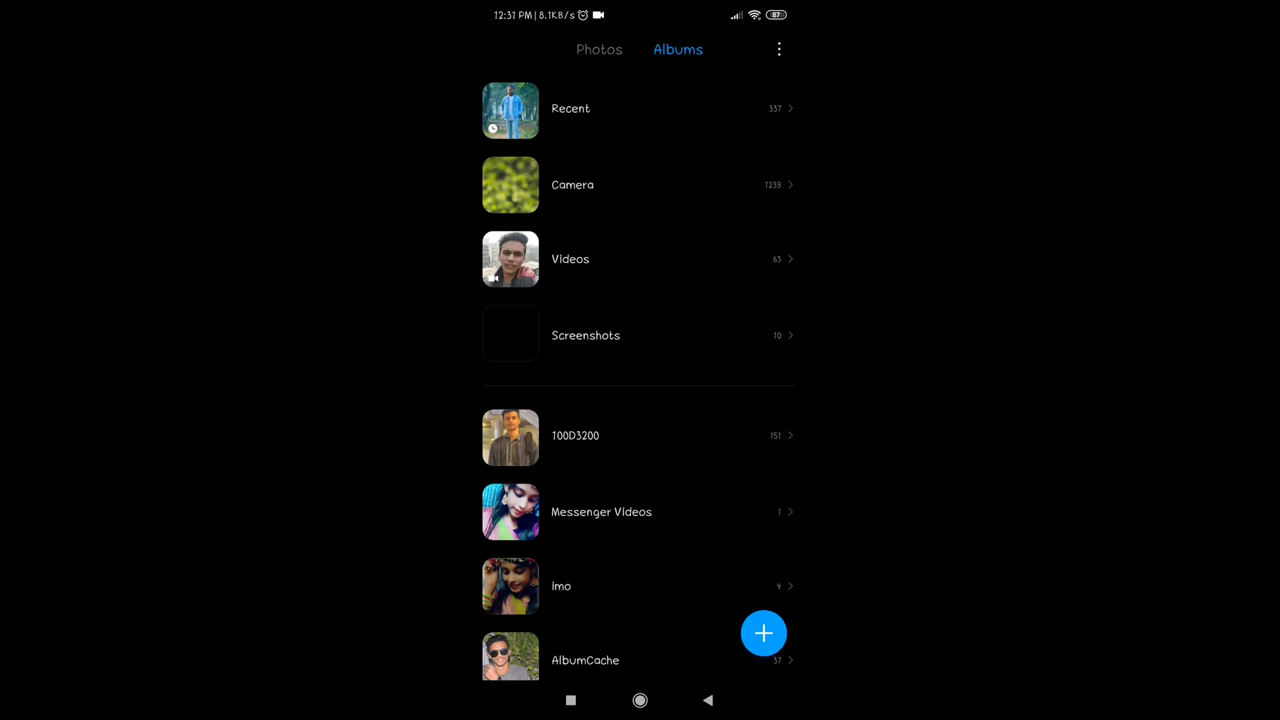 12:31 PM | 8.1KB/s 87
Photos Albums
Recent 337
Camera 1239
Videos 63
Screenshots 10
100D3200 151
Messenger Videos 1
imo 4
AlbumCache 37